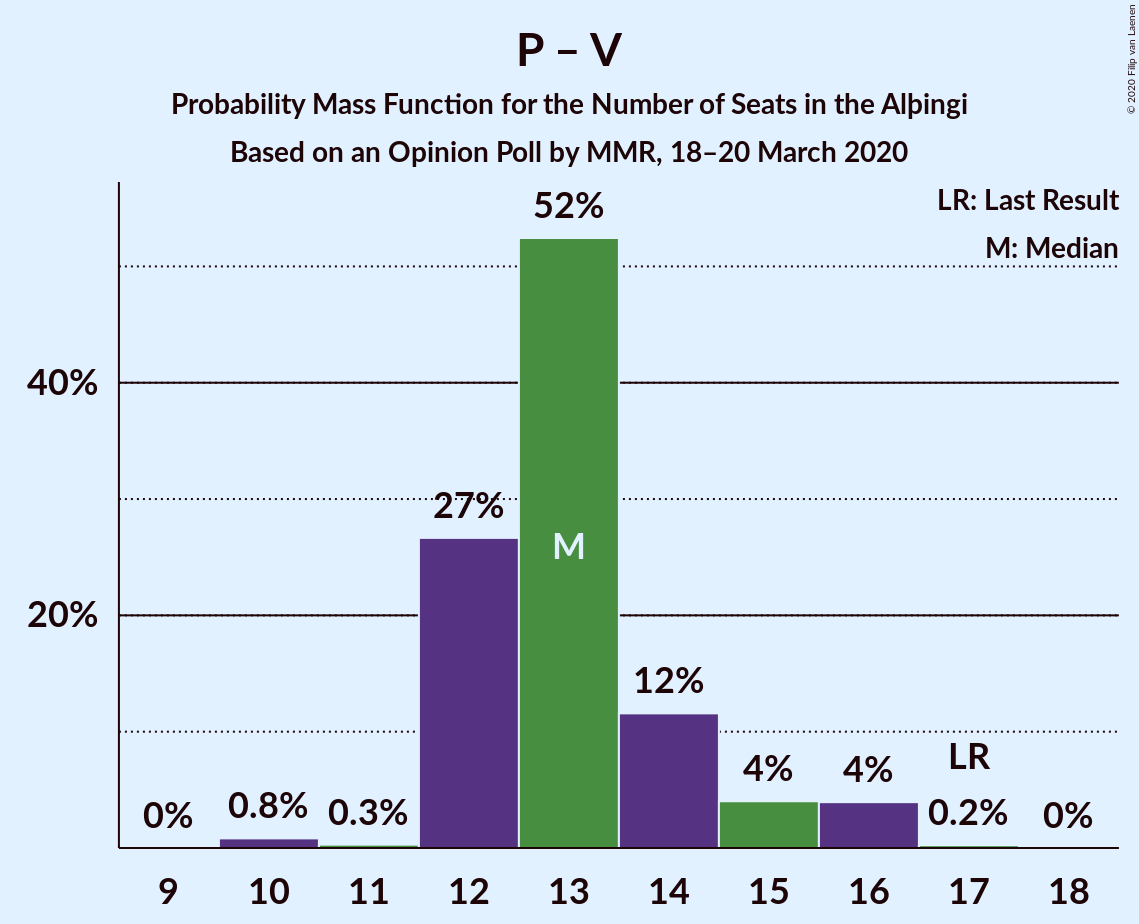 P – V
Probability Mass Function for the Number of Seats in the Alþingi
Based on an Opinion Poll by MMR, 18–20 March 2020
© 2020 Filip van Laenen
LR: Last Result
M: Median
40%
20%
0%
0.8%
0.3%
27%
52%
M
12%
4%
4%
LR
0.2%
0%
9
10
11
12
13
14
15
16
17
18